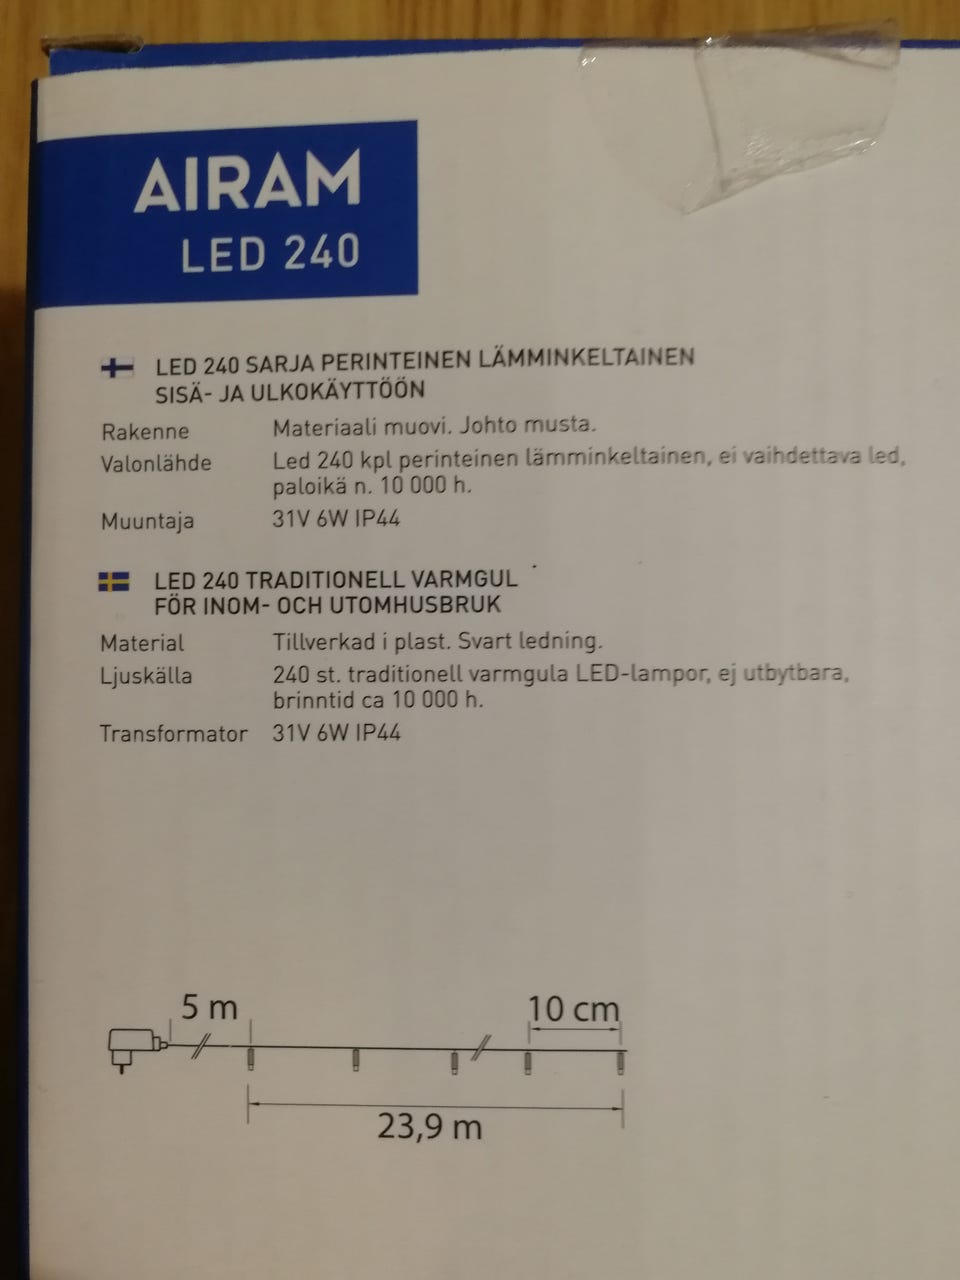 AIRAM
LED 240
LED 240 SARJA PERINTEINEN LÄMMINKELTAINEN
SISÄ- JA ULKOKÄYTTÖÖN
Rakenne Materiaali muovi. Johto musta.
Valonlähde Led 240 kpl perinteinen lämminkeltainen, ei vaihdettava led,
paloikä n. 10 000 h.
Muuntaja 31V 6W IP44
LED 240 TRADITIONELL VARMGUL
FÖR INOM- OCH UTOMHUSBRUK
Material Tillverkad i plast. Svart ledning.
Ljuskälla 240 st. traditionell varmgula LED-lampor, ej utbytbara,
brinntid ca 10 000 h.
Transformator 31V 6W IP44
5 m 10 cm
23,9 m